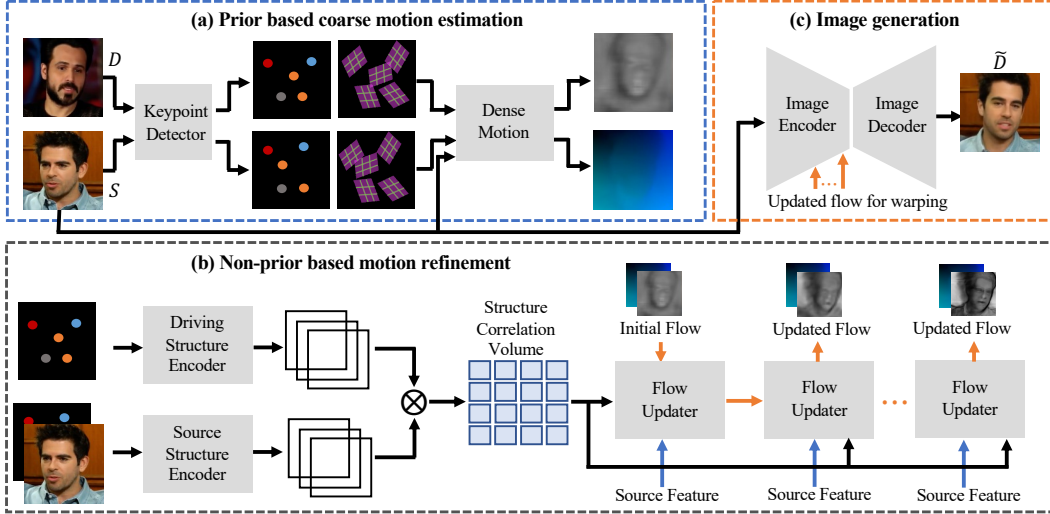 (a) Prior based coarse motion estimation
D
S
Keypoint
Detector
Dense
Motion
(c) Image generation
Image
Encoder
Image
Decoder
D̃
Updated flow for warping
(b) Non-prior based motion refinement
Driving
Structure
Encoder
Source
Structure
Encoder
Structure
Correlation
Volume
Initial Flow
Updated Flow
Updated Flow
Flow
Updater
Flow
Updater
Flow
Updater
Source Feature
Source Feature
Source Feature